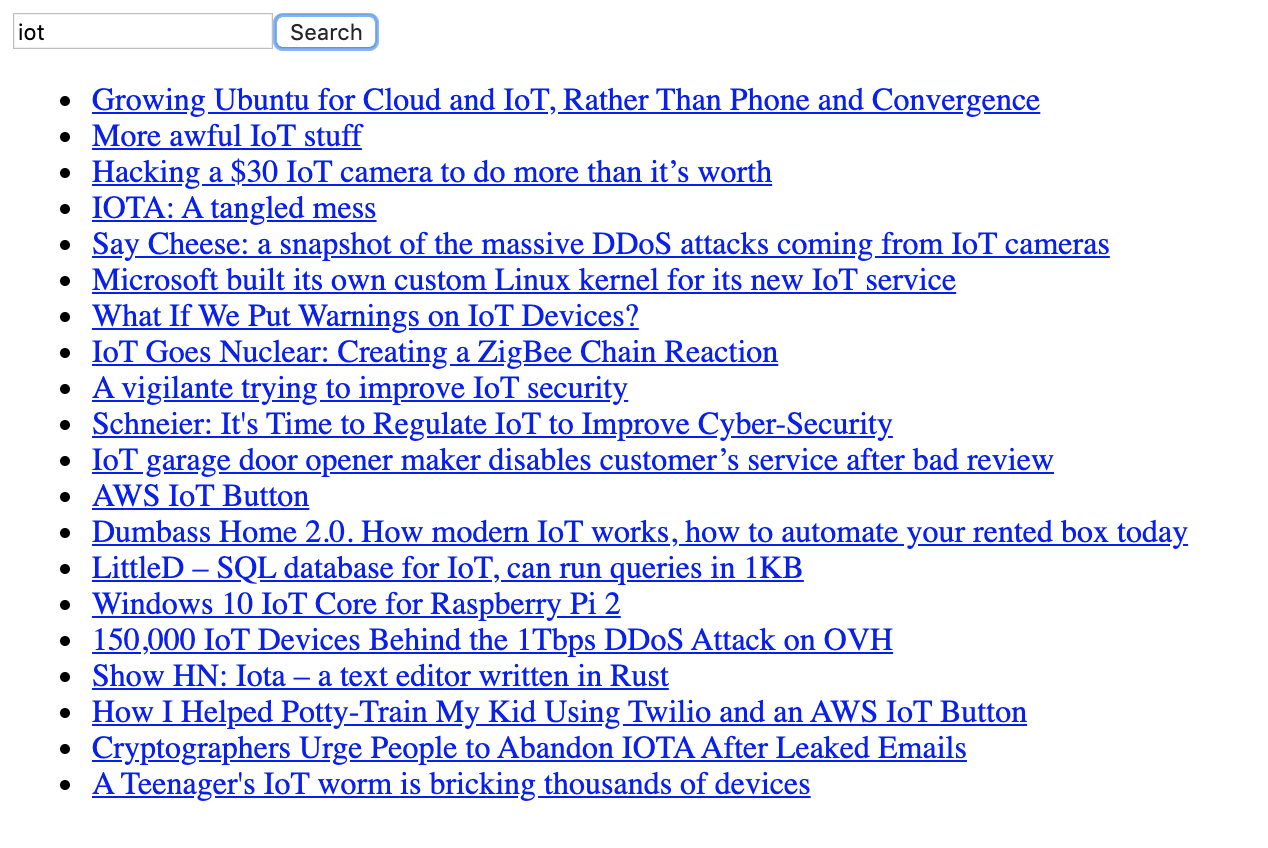 iot Search
Growing Ubuntu for Cloud and IoT, Rather Than Phone and Convergence
More awful IoT stuff
Hacking a $30 IoT camera to do more than it’s worth
IOTA: A tangled mess
Say Cheese: a snapshot of the massive DDoS attacks coming from IoT cameras
Microsoft built its own custom Linux kernel for its new IoT service
What If We Put Warnings on IoT Devices?
IoT Goes Nuclear: Creating a ZigBee Chain Reaction
A vigilante trying to improve IoT security
Schneier: It's Time to Regulate IoT to Improve Cyber-Security
IoT garage door opener maker disables customer’s service after bad review
AWS IoT Button
Dumbass Home 2.0. How modern IoT works, how to automate your rented box today
LittleD – SQL database for IoT, can run queries in 1KB
Windows 10 IoT Core for Raspberry Pi 2
150,000 IoT Devices Behind the 1Tbps DDoS Attack on OVH
Show HN: Iota – a text editor written in Rust
How I Helped Potty-Train My Kid Using Twilio and an AWS IoT Button
Cryptographers Urge People to Abandon IOTA After Leaked Emails
A Teenager's IoT worm is bricking thousands of devices